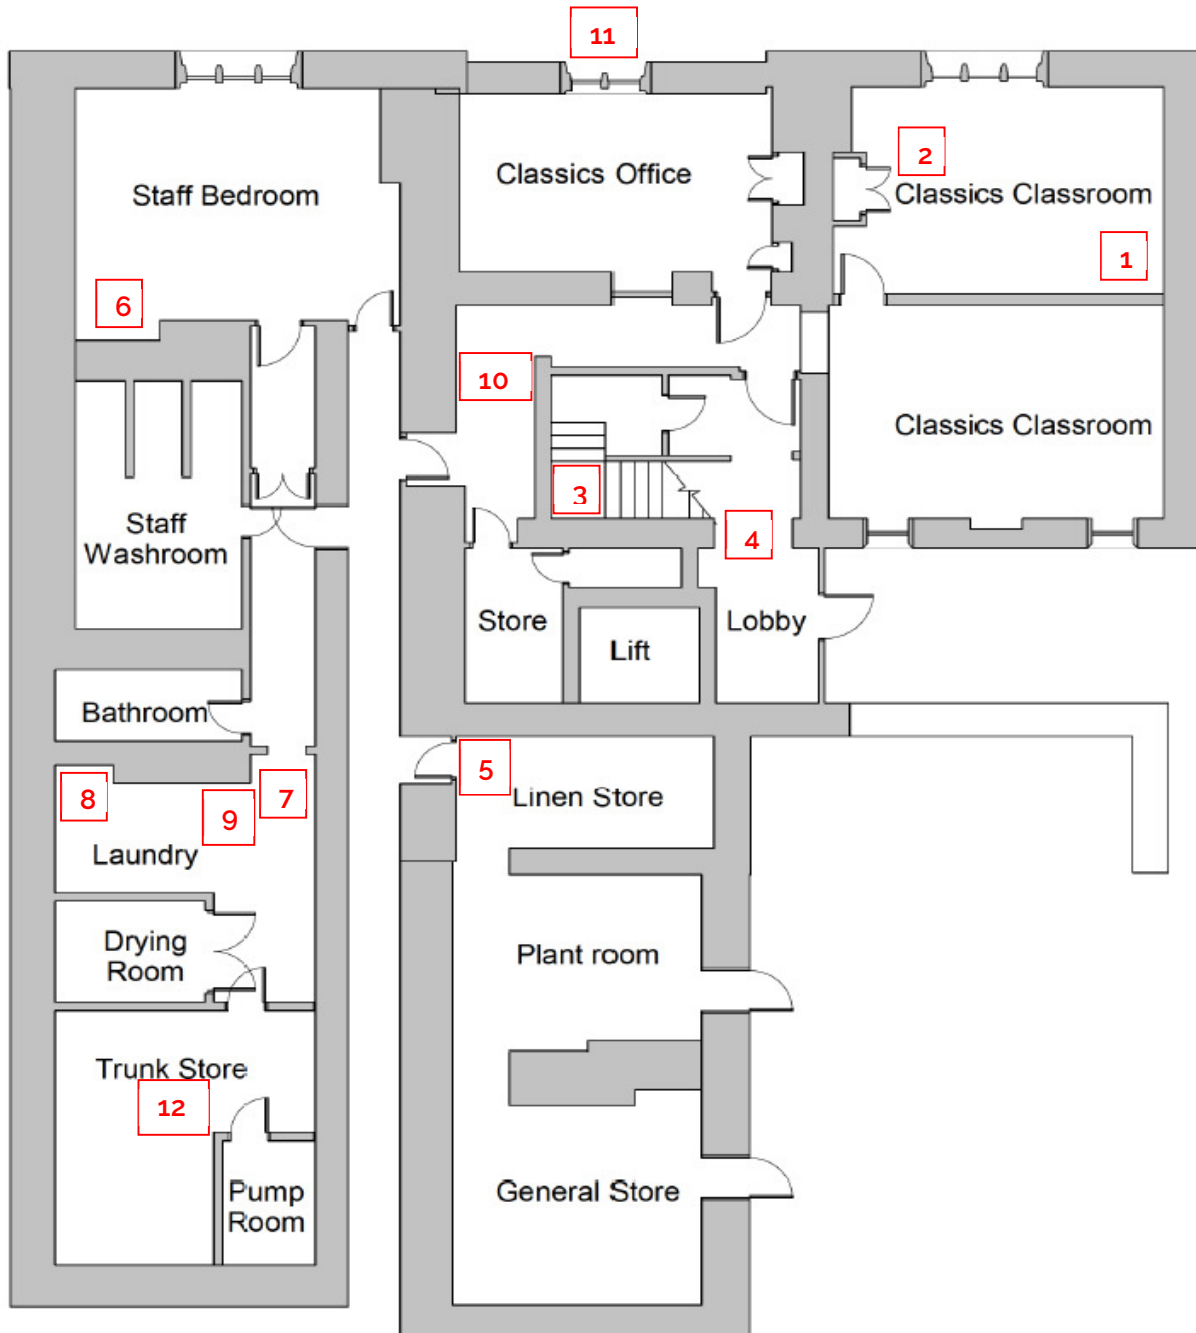 11
Staff Bedroom
Classics Office
2
Classics Classroom
1
6
10
Classics Classroom
3
4
Staff
Washroom
Store
Lift
Lobby
Bathroom
5
Linen Store
8
9
7
Laundry
Drying
Room
Plant room
Trunk Store
12
Pump
Room
General Store